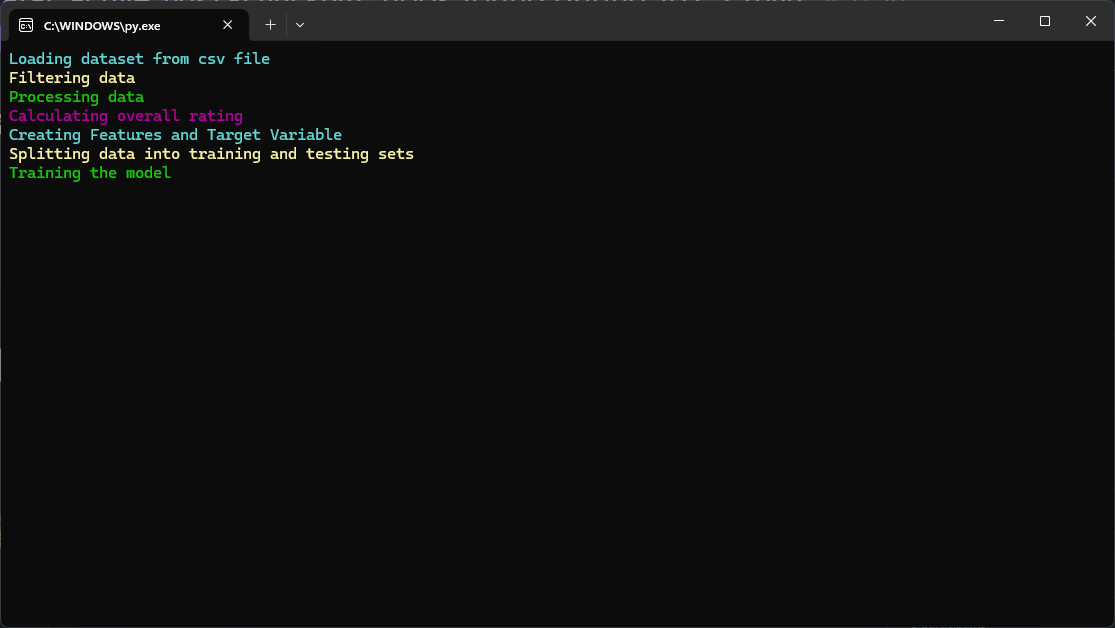 C:\WINDOWS\py.exe
Loading dataset from csv file
Filtering data
Processing data
Calculating overall rating
Creating Features and Target Variable
Splitting data into training and testing sets
Training the model